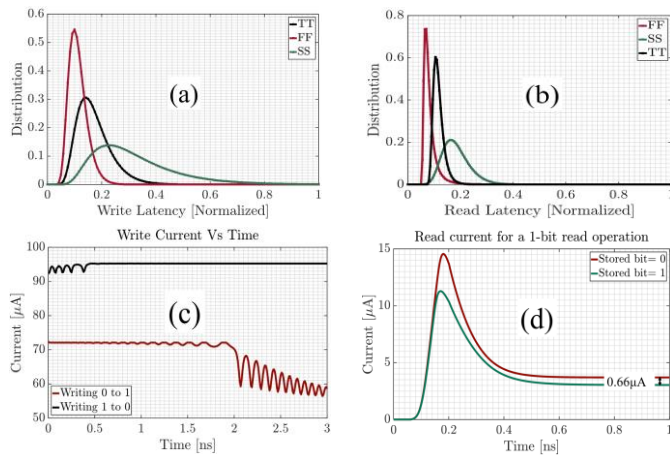 0.6
0.5
0.4
0.3
0.2
0.1
0
Distribution
(a)
TT
FF
SS
0 0.2 0.4 0.6 0.8 1
Write Latency [Normalized]
0.8
0.6
0.4
0.2
0
Distribution
(b)
FF
SS
TT
0 0.2 0.4 0.6 0.8 1
Read Latency [Normalized]
Write Current Vs Time
100
90
80
70
60
50
Current [μA]
(c)
Writing 0 to 1
Writing 1 to 0
0 0.5 1 1.5 2 2.5 3
Time [ns]
Read current for a 1-bit read operation
15
10
5
0
Current [μA]
(d)
Stored bit= 0
Stored bit= 1
0.66μA
0 0.2 0.4 0.6 0.8 1
Time [ns]